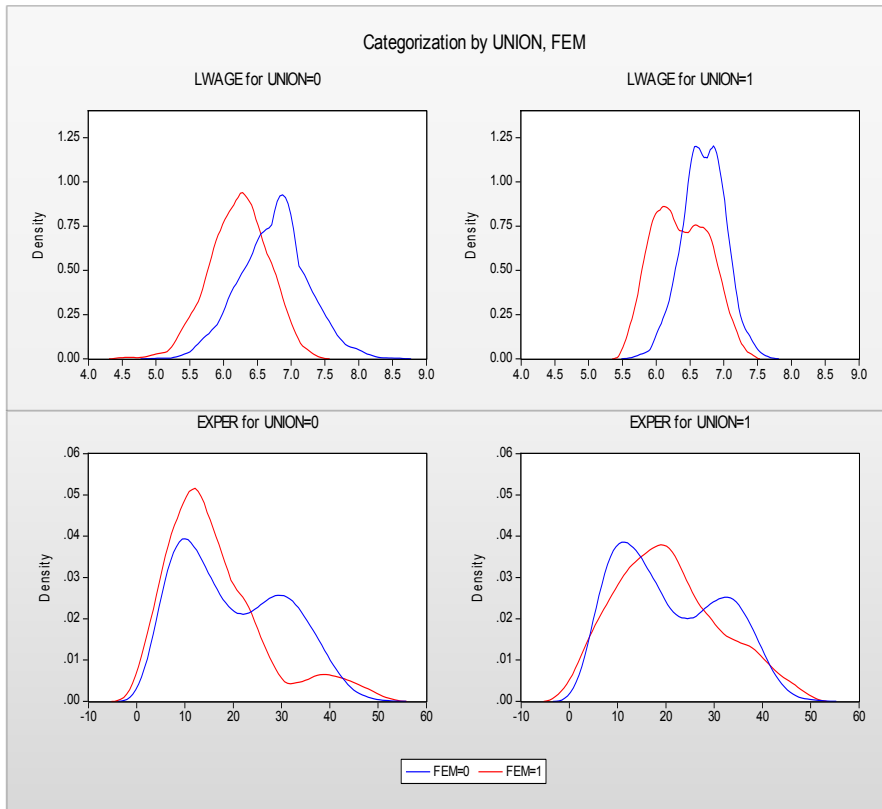 Categorization by UNION, FEM
LWAGE for UNION=0
LWAGE for UNION=1
Density
1.25
1.00
0.75
0.50
0.25
0.00
4.0 4.5 5.0 5.5 6.0 6.5 7.0 7.5 8.0 8.5 9.0
Density
1.25
1.00
0.75
0.50
0.25
0.00
4.0 4.5 5.0 5.5 6.0 6.5 7.0 7.5 8.0 8.5 9.0
EXPER for UNION=0
EXPER for UNION=1
Density
.06
.05
.04
.03
.02
.01
.00
-10 0 10 20 30 40 50 60
Density
.06
.05
.04
.03
.02
.01
.00
-10 0 10 20 30 40 50 60
FEM=0 FEM=1